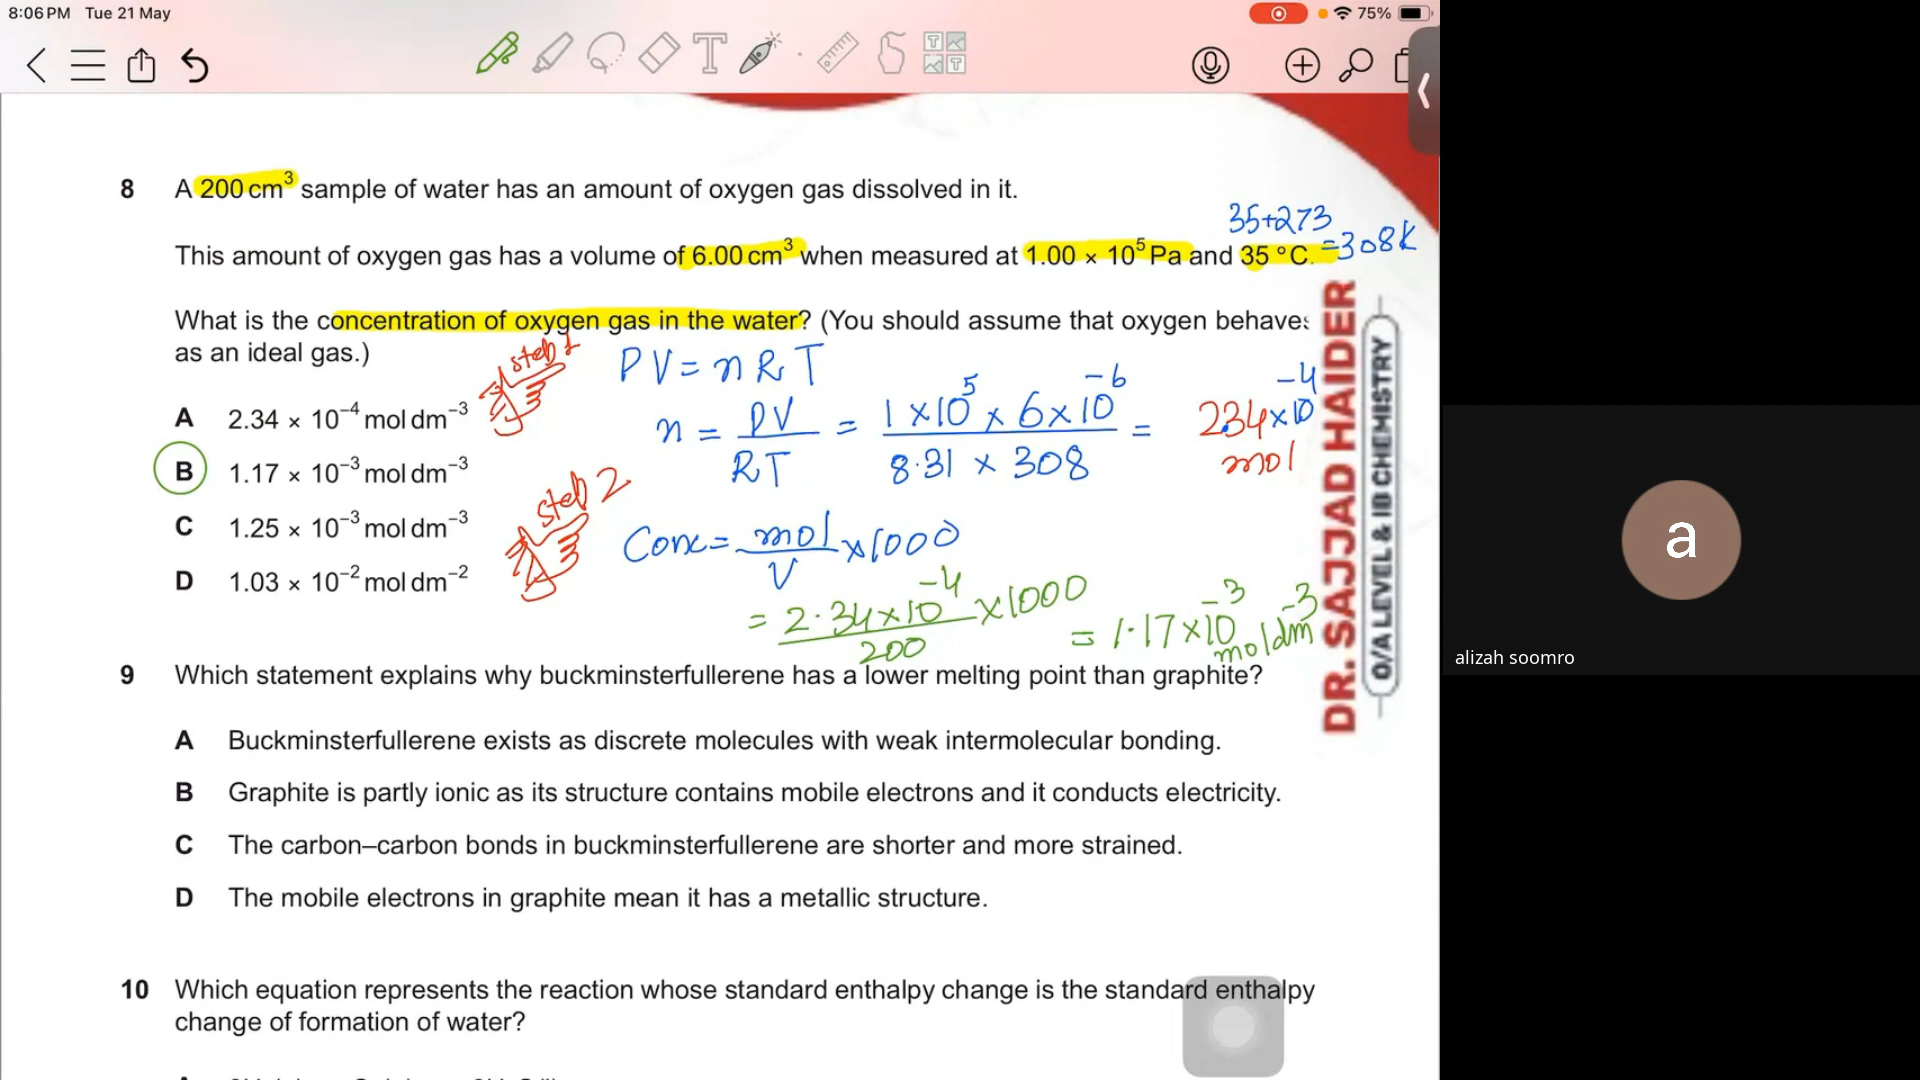 8:06 PM Tue 21 May
75%
8 A 200 cm³ sample of water has an amount of oxygen gas dissolved in it.
35+273
=308K
This amount of oxygen gas has a volume of 6.00 cm³ when measured at 1.00 × 10⁵ Pa and 35 °C.
What is the concentration of oxygen gas in the water? (You should assume that oxygen behaves
as an ideal gas.)
A 2.34 × 10⁻⁴ mol dm⁻³
B 1.17 × 10⁻³ mol dm⁻³
C 1.25 × 10⁻³ mol dm⁻³
D 1.03 × 10⁻² mol dm⁻²
step 1
PV = nRT
n = PV/RT = 1×10⁵ × 6×10⁻⁶ / 8.31 × 308 = 2.34×10⁻⁴ mol
step 2
Conc = mol/V ×1000
= 2.34×10⁻⁴/200 ×1000 = 1.17×10⁻³ mol dm⁻³
9 Which statement explains why buckminsterfullerene has a lower melting point than graphite?
A Buckminsterfullerene exists as discrete molecules with weak intermolecular bonding.
B Graphite is partly ionic as its structure contains mobile electrons and it conducts electricity.
C The carbon–carbon bonds in buckminsterfullerene are shorter and more strained.
D The mobile electrons in graphite mean it has a metallic structure.
10 Which equation represents the reaction whose standard enthalpy change is the standard enthalpy
change of formation of water?
DR. SAJJAD HAIDER
O/A LEVEL & IB CHEMISTRY
a
alizah soomro